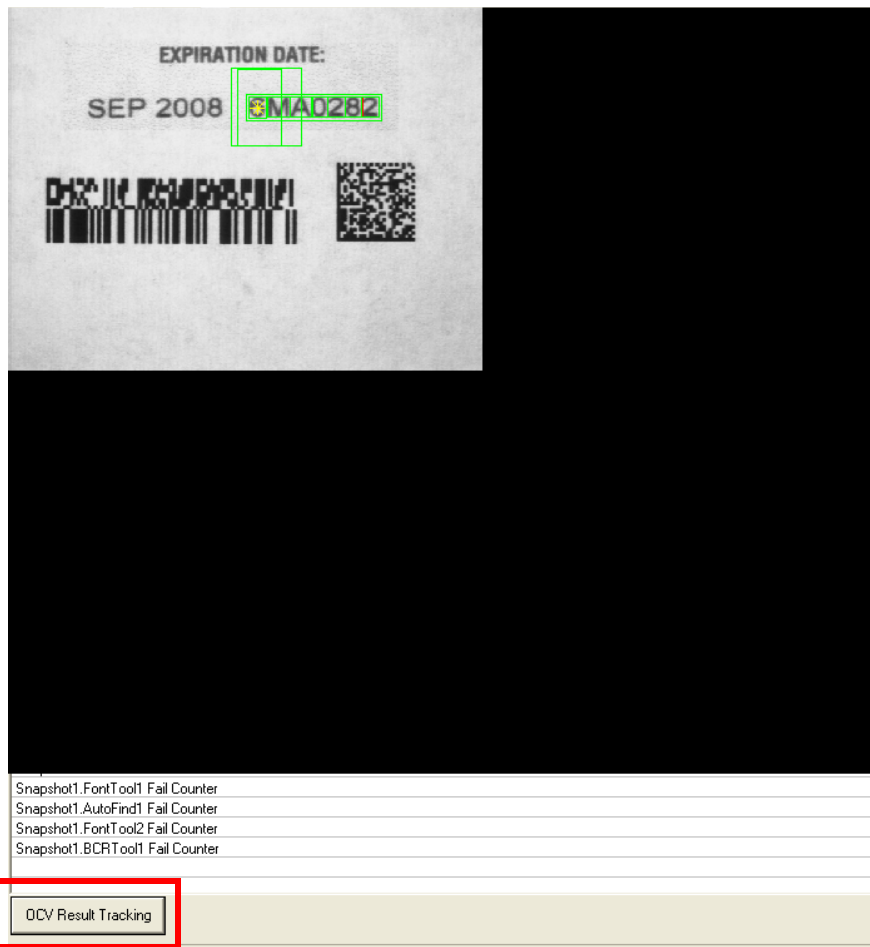 EXPIRATION DATE:
SEP 2008 SMA0282
Snapshot1.FontTool1 Fail Counter
Snapshot1.AutoFind1 Fail Counter
Snapshot1.FontTool2 Fail Counter
Snapshot1.BCRTool1 Fail Counter
OCV Result Tracking